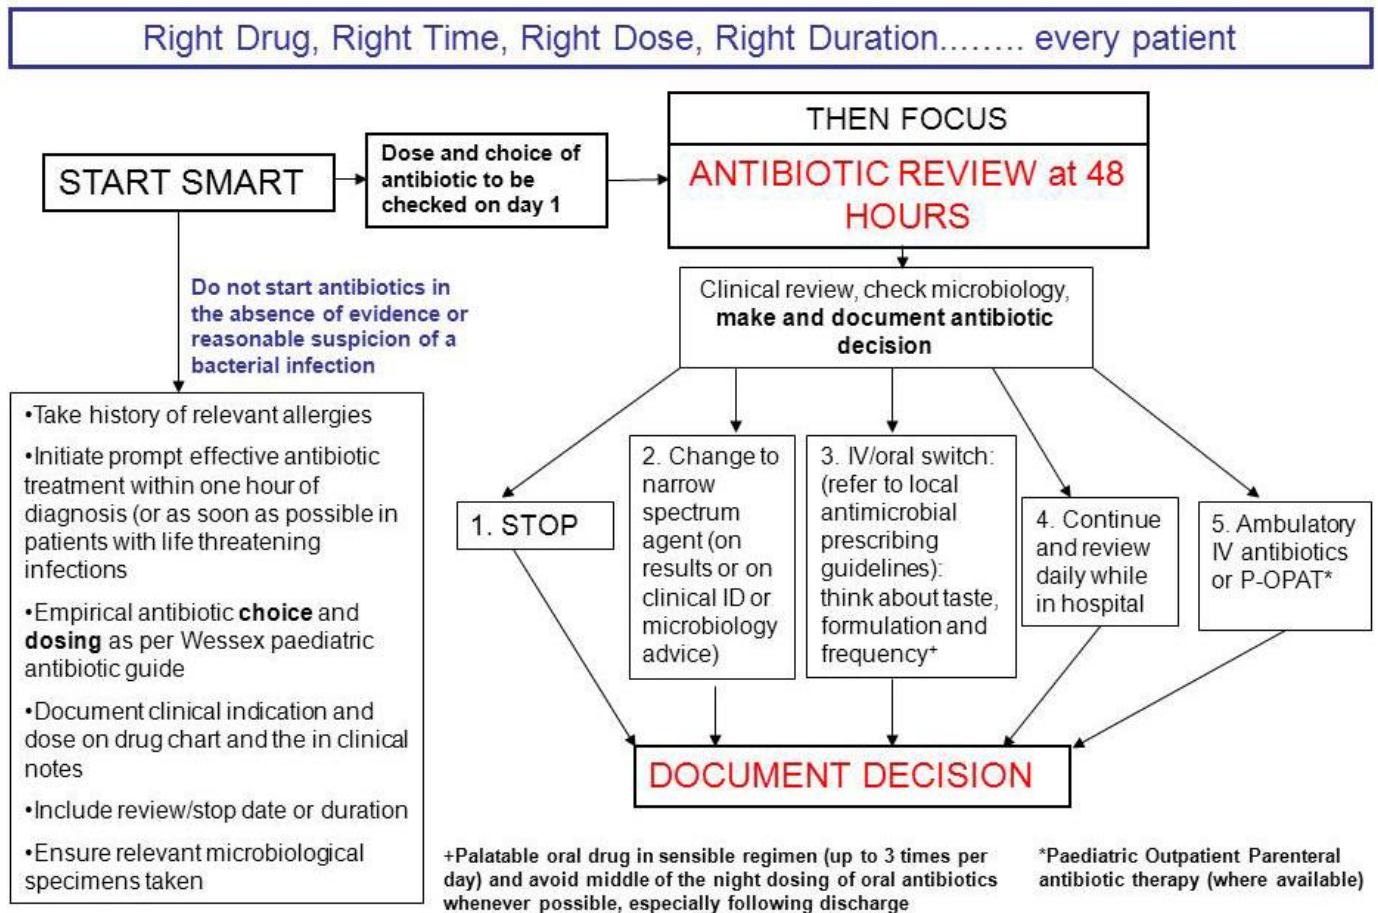 Right Drug, Right Time, Right Dose, Right Duration........ every patient
START SMART
Dose and choice of
antibiotic to be
checked on day 1
THEN FOCUS
ANTIBIOTIC REVIEW at 48
HOURS
Do not start antibiotics in
the absence of evidence or
reasonable suspicion of a
bacterial infection
•Take history of relevant allergies
•Initiate prompt effective antibiotic
treatment within one hour of
diagnosis (or as soon as possible in
patients with life threatening
infections
•Empirical antibiotic choice and
dosing as per Wessex paediatric
antibiotic guide
•Document clinical indication and
dose on drug chart and the in clinical
notes
•Include review/stop date or duration
•Ensure relevant microbiological
specimens taken
Clinical review, check microbiology,
make and document antibiotic
decision
1. STOP
2. Change to
narrow
spectrum
agent (on
results or on
clinical ID or
microbiology
advice)
3. IV/oral switch:
(refer to local
antimicrobial
prescribing
guidelines):
think about taste,
formulation and
frequency+
4. Continue
and review
daily while
in hospital
5. Ambulatory
IV antibiotics
or P-OPAT*
DOCUMENT DECISION
+Palatable oral drug in sensible regimen (up to 3 times per
day) and avoid middle of the night dosing of oral antibiotics
whenever possible, especially following discharge
*Paediatric Outpatient Parenteral
antibiotic therapy (where available)